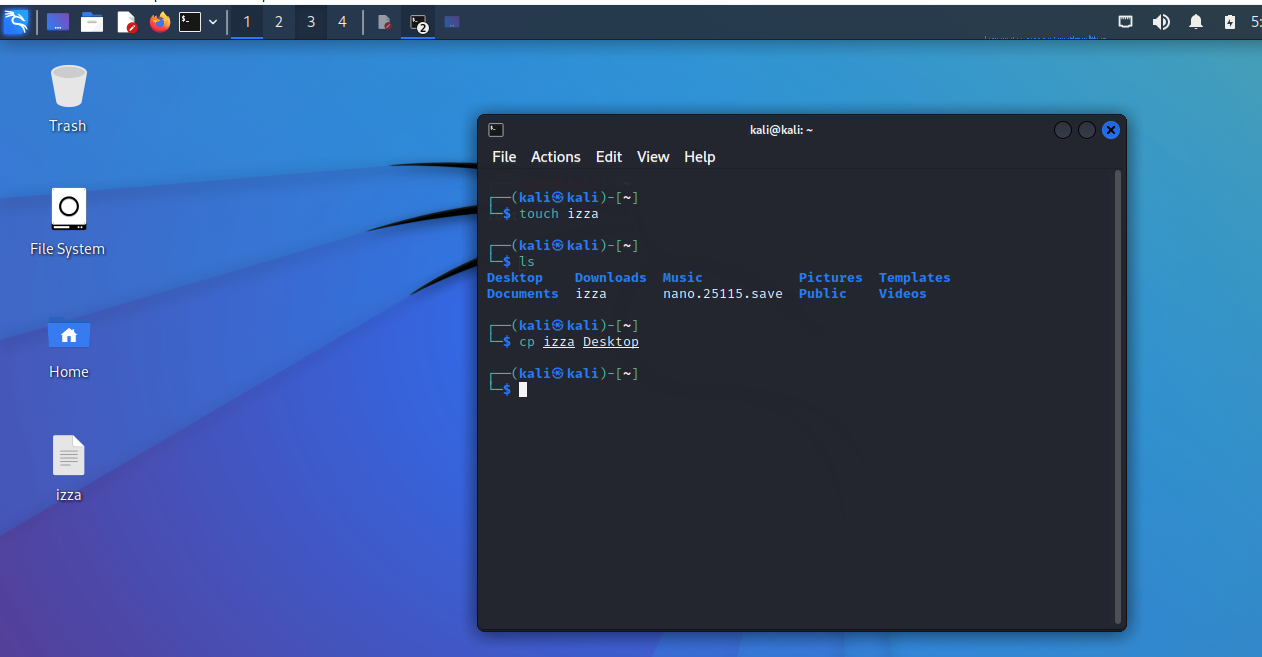 1 2 3 4 2 5:
Trash
File System
Home
izza
kali@kali: ~
File Actions Edit View Help
┌──(kali㉿kali)-[~]
└─$ touch izza
┌──(kali㉿kali)-[~]
└─$ ls
Desktop Downloads Music Pictures Templates
Documents izza nano.25115.save Public Videos
┌──(kali㉿kali)-[~]
└─$ cp izza Desktop
┌──(kali㉿kali)-[~]
└─$